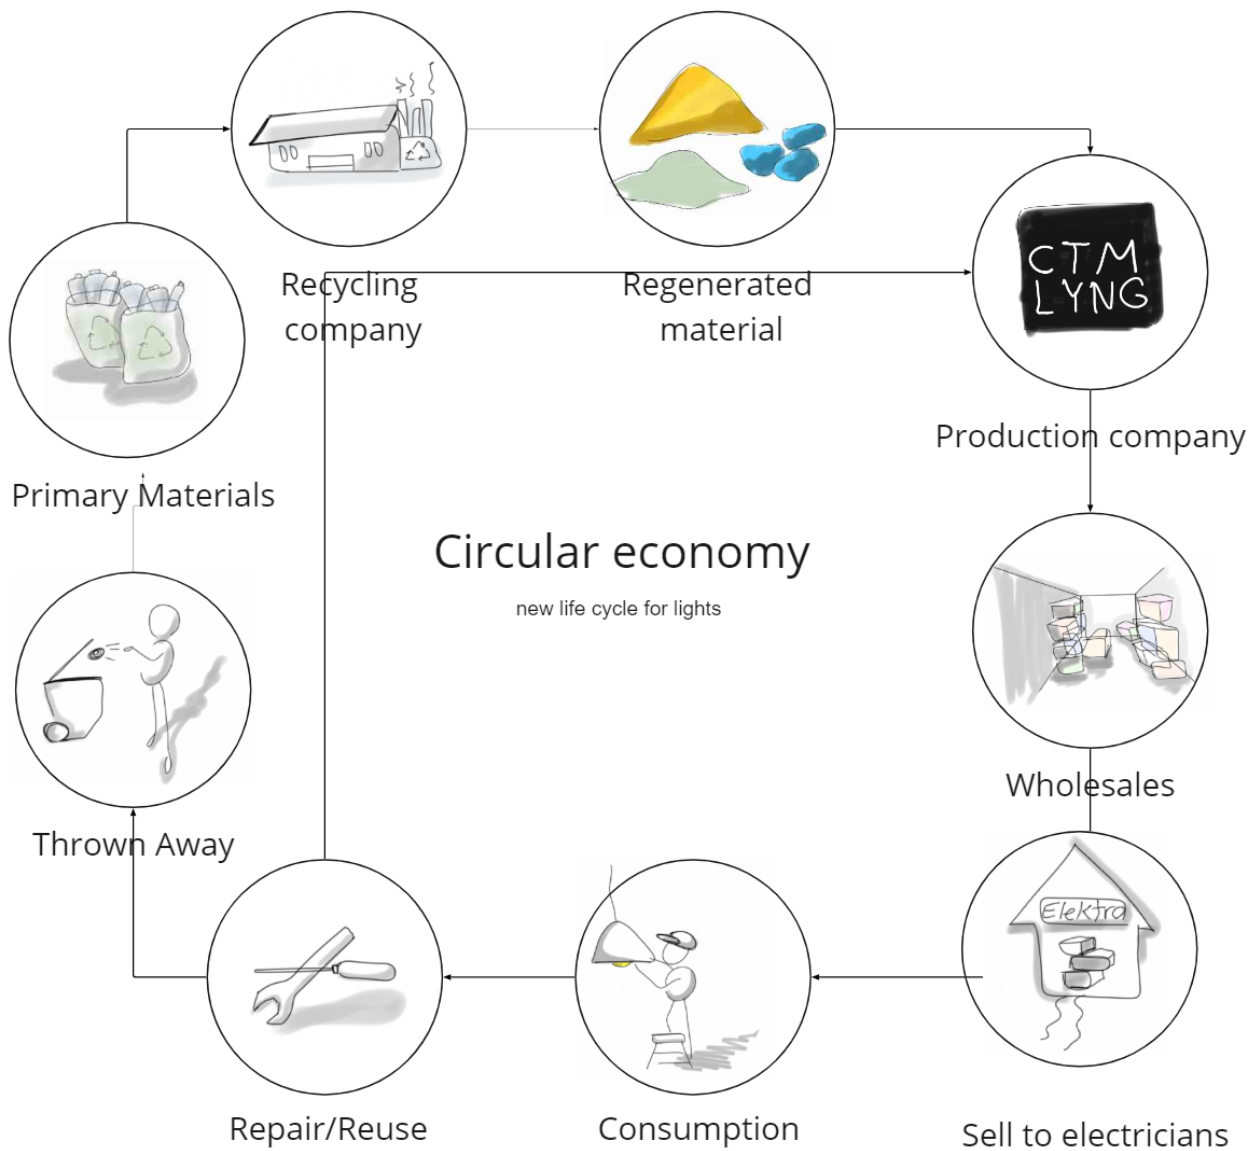 Recycling
company
Regenerated
material
CTM
LYNG
Production company
Primary Materials
Circular economy
new life cycle for lights
Wholesales
Thrown Away
Elektra
Repair/Reuse
Consumption
Sell to electricians